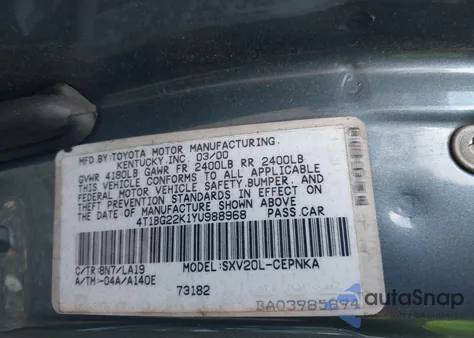 MFD BY TOYOTA MOTOR MANUFACTURING,
KENTUCKY,INC. 03/00
GVWR 4180LB GAWR FR 2400LB RR 2400LB
THIS VEHICLE CONFORMS TO ALL APPLICABLE
FEDERAL MOTOR VEHICLE SAFETY,BUMPER, AND
THEFT PREVENTION STANDARDS IN EFFECT ON
THE DATE OF MANUFACTURE SHOWN ABOVE.
4T1BG22K1YU988968 PASS.CAR
C/TR:8N7/LA19 MODEL:SXV20L-CEPNKA
A/TM:-04A/A140E
73182
BA03985894
autoSnap